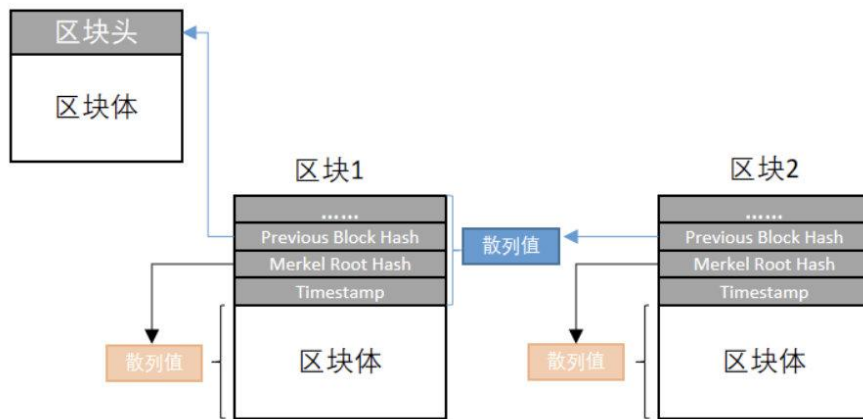 区块头
区块体
区块1
……
Previous Block Hash
Merkel Root Hash
Timestamp
区块体
散列值
散列值
区块2
……
Previous Block Hash
Merkel Root Hash
Timestamp
区块体
散列值